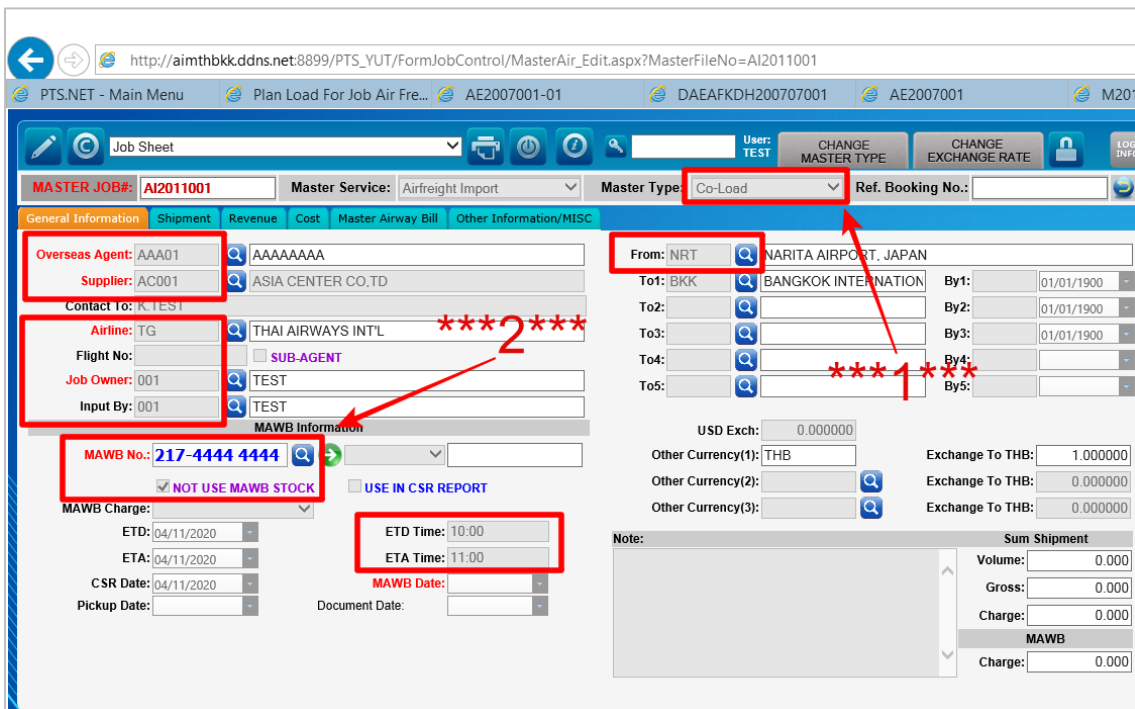 http://aimthbkk.ddns.net:8899/PTS_YUT/FormJobControl/MasterAir_Edit.aspx?MasterFileNo=AI2011001
PTS.NET - Main Menu Plan Load For Job Air Fre... AE2007001-01 DAEAFKDH200707001 AE2007001 M201
Job Sheet User: TEST CHANGE MASTER TYPE CHANGE EXCHANGE RATE LOG INFO
MASTER JOB#: AI2011001 Master Service: Airfreight Import Master Type: Co-Load Ref. Booking No.:
General Information Shipment Revenue Cost Master Airway Bill Other Information/MISC
Overseas Agent: AAA01 AAAAAAAA From: NRT NARITA AIRPORT, JAPAN
Supplier: AC001 ASIA CENTER CO,TD To1: BKK BANGKOK INTERNATION By1: 01/01/1900
Contact To: K.TEST To2: By2: 01/01/1900
Airline: TG THAI AIRWAYS INT'L ***2*** To3: By3: 01/01/1900
Flight No: SUB-AGENT To4: By4:
Job Owner: 001 TEST ***1*** To5: By5:
Input By: 001 TEST
MAWB Information
USD Exch: 0.000000
MAWB No.: 217-4444 4444 Other Currency(1): THB Exchange To THB: 1.000000
NOT USE MAWB STOCK USE IN CSR REPORT Other Currency(2): Exchange To THB: 0.000000
MAWB Charge: Other Currency(3): Exchange To THB: 0.000000
ETD: 04/11/2020 ETD Time: 10:00 Note: Sum Shipment
ETA: 04/11/2020 ETA Time: 11:00 Volume: 0.000
CSR Date: 04/11/2020 MAWB Date: Gross: 0.000
Pickup Date: Document Date: Charge: 0.000
MAWB
Charge: 0.000